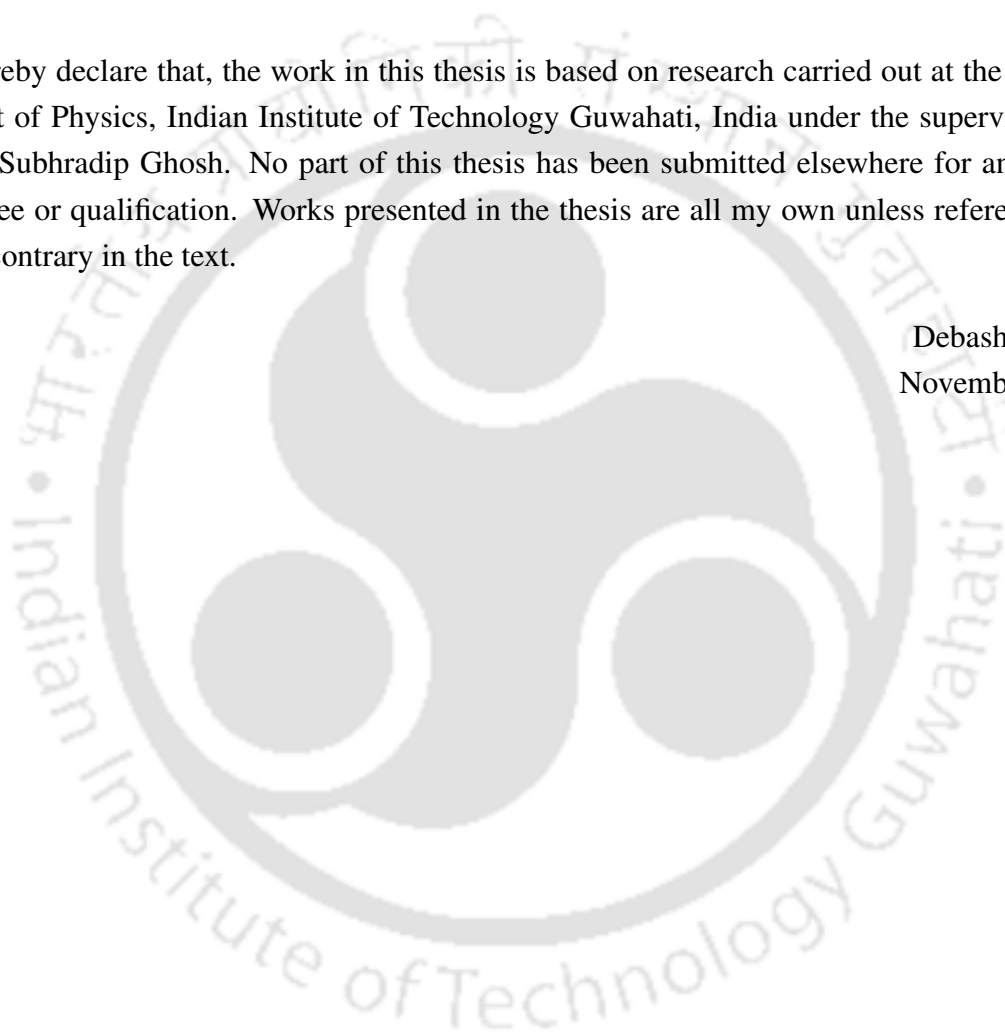 eby declare that, the work in this thesis is based on research carried out at the
t of Physics, Indian Institute of Technology Guwahati, India under the superv
Subhradip Ghosh. No part of this thesis has been submitted elsewhere for an
ee or qualification. Works presented in the thesis are all my own unless refere
ontrary in the text.
Debash
Novemb
Indian Institute of Technology Guwahati